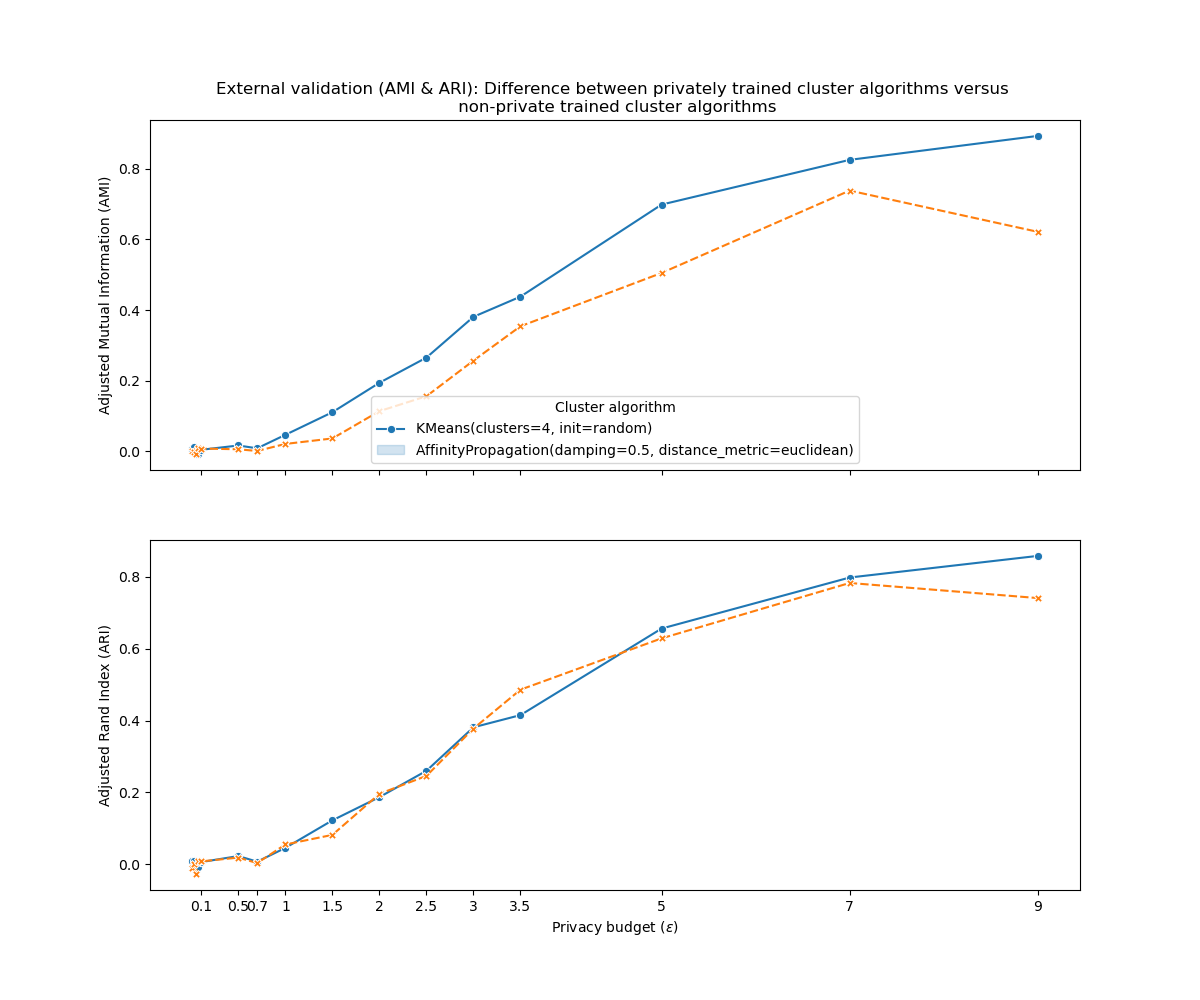 External validation (AMI & ARI): Difference between privately trained cluster algorithms versus
non-private trained cluster algorithms
Adjusted Mutual Information (AMI)
0.8
0.6
0.4
0.2
0.0
Cluster algorithm
KMeans(clusters=4, init=random)
AffinityPropagation(damping=0.5, distance_metric=euclidean)
Adjusted Rand Index (ARI)
0.8
0.6
0.4
0.2
0.0
0.1 0.5 0.7 1 1.5 2 2.5 3 3.5 5 7 9
Privacy budget (ε)